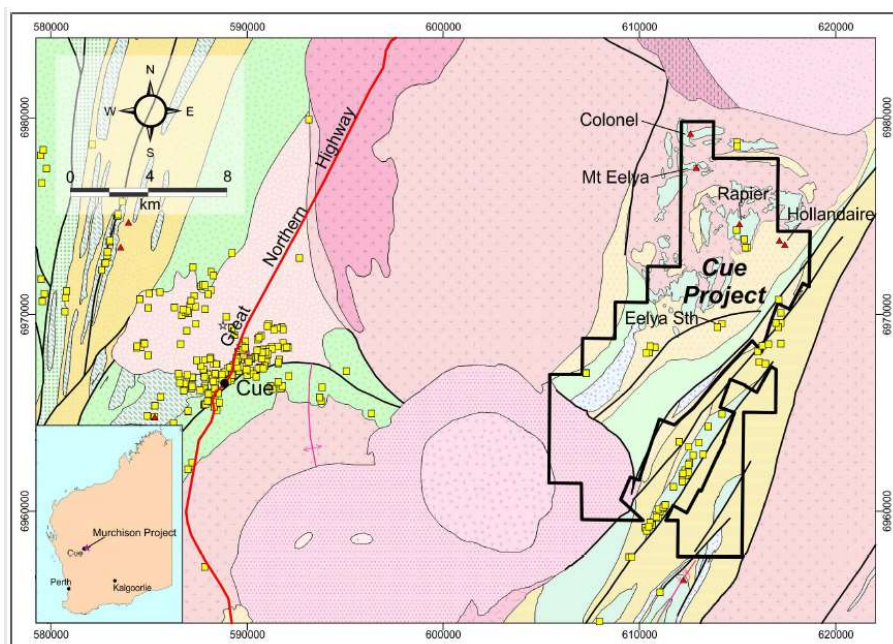 580000 590000 600000 610000 620000
6980000 6980000
N
W E
S
0 4 8
km
Highway
Northern
Great
Colonel
Mt Eelya
Rapier
Hollandaire
Cue
Project
6970000 6970000
Eelya Sth
Cue
6960000 6960000
Murchison Project
Cue
Perth
Kalgoorlie
580000 590000 600000 610000 620000